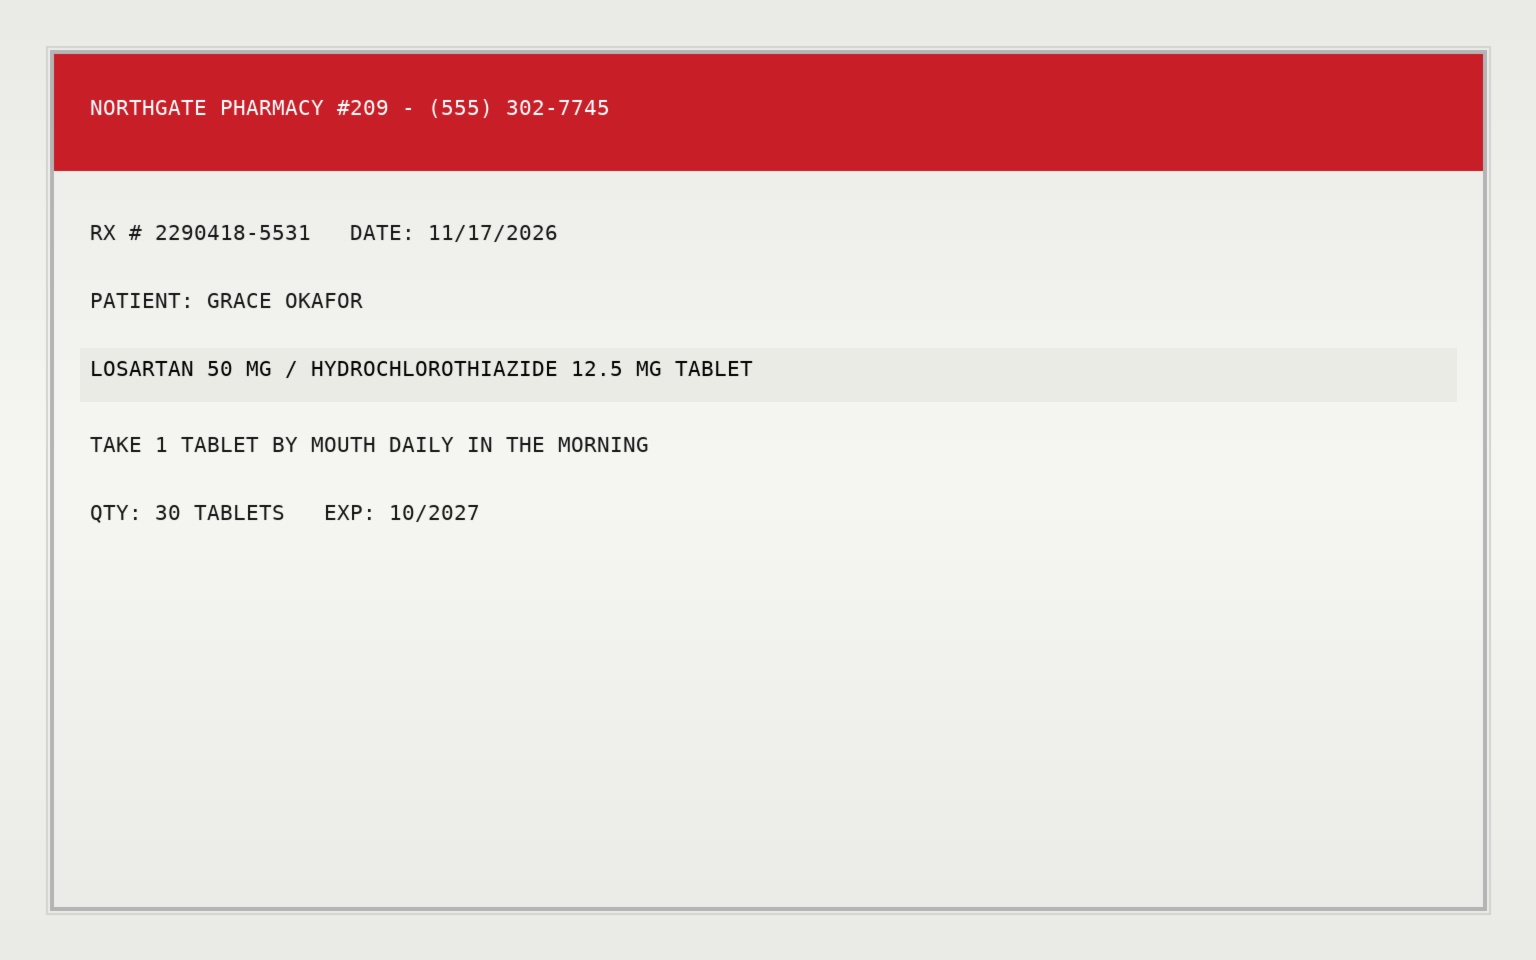 NORTHGATE PHARMACY #209 - (555) 302-7745
RX # 2290418-5531   DATE: 11/17/2026
PATIENT: GRACE OKAFOR
LOSARTAN 50 MG / HYDROCHLOROTHIAZIDE 12.5 MG TABLET
TAKE 1 TABLET BY MOUTH DAILY IN THE MORNING
QTY: 30 TABLETS   EXP: 10/2027